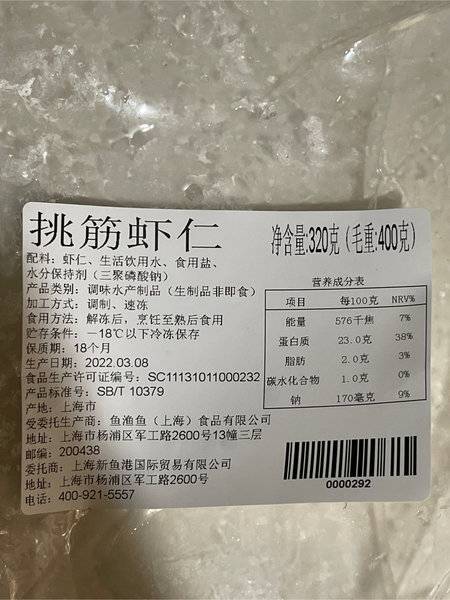 挑筋虾仁
净含量:320克（毛重:400克）
配料：虾仁、生活饮用水、食用盐、
水分保持剂（三聚磷酸钠）
产品类别：调味水产制品（生制品非即食）
加工方式：调制、速冻
食用方法：解冻后，烹饪至熟后食用
贮存条件：—18℃以下冷冻保存
保质期：18个月
生产日期：2022.03.08
食品生产许可证编号：SC11131011000232
产品标准号：SB/T 10379
产地：上海市
受委托生产商：鱼渔鱼（上海）食品有限公司
地址：上海市杨浦区军工路2600号13幢三层
邮编：200438
委托商：上海新鱼港国际贸易有限公司
地址：上海市杨浦区军工路2600号
电话：400-921-5557
营养成分表
项目 每100克 NRV%
能量 576千焦 7%
蛋白质 23.0克 38%
脂肪 2.0克 3%
碳水化合物 1.0克 0%
钠 170毫克 9%
0000292